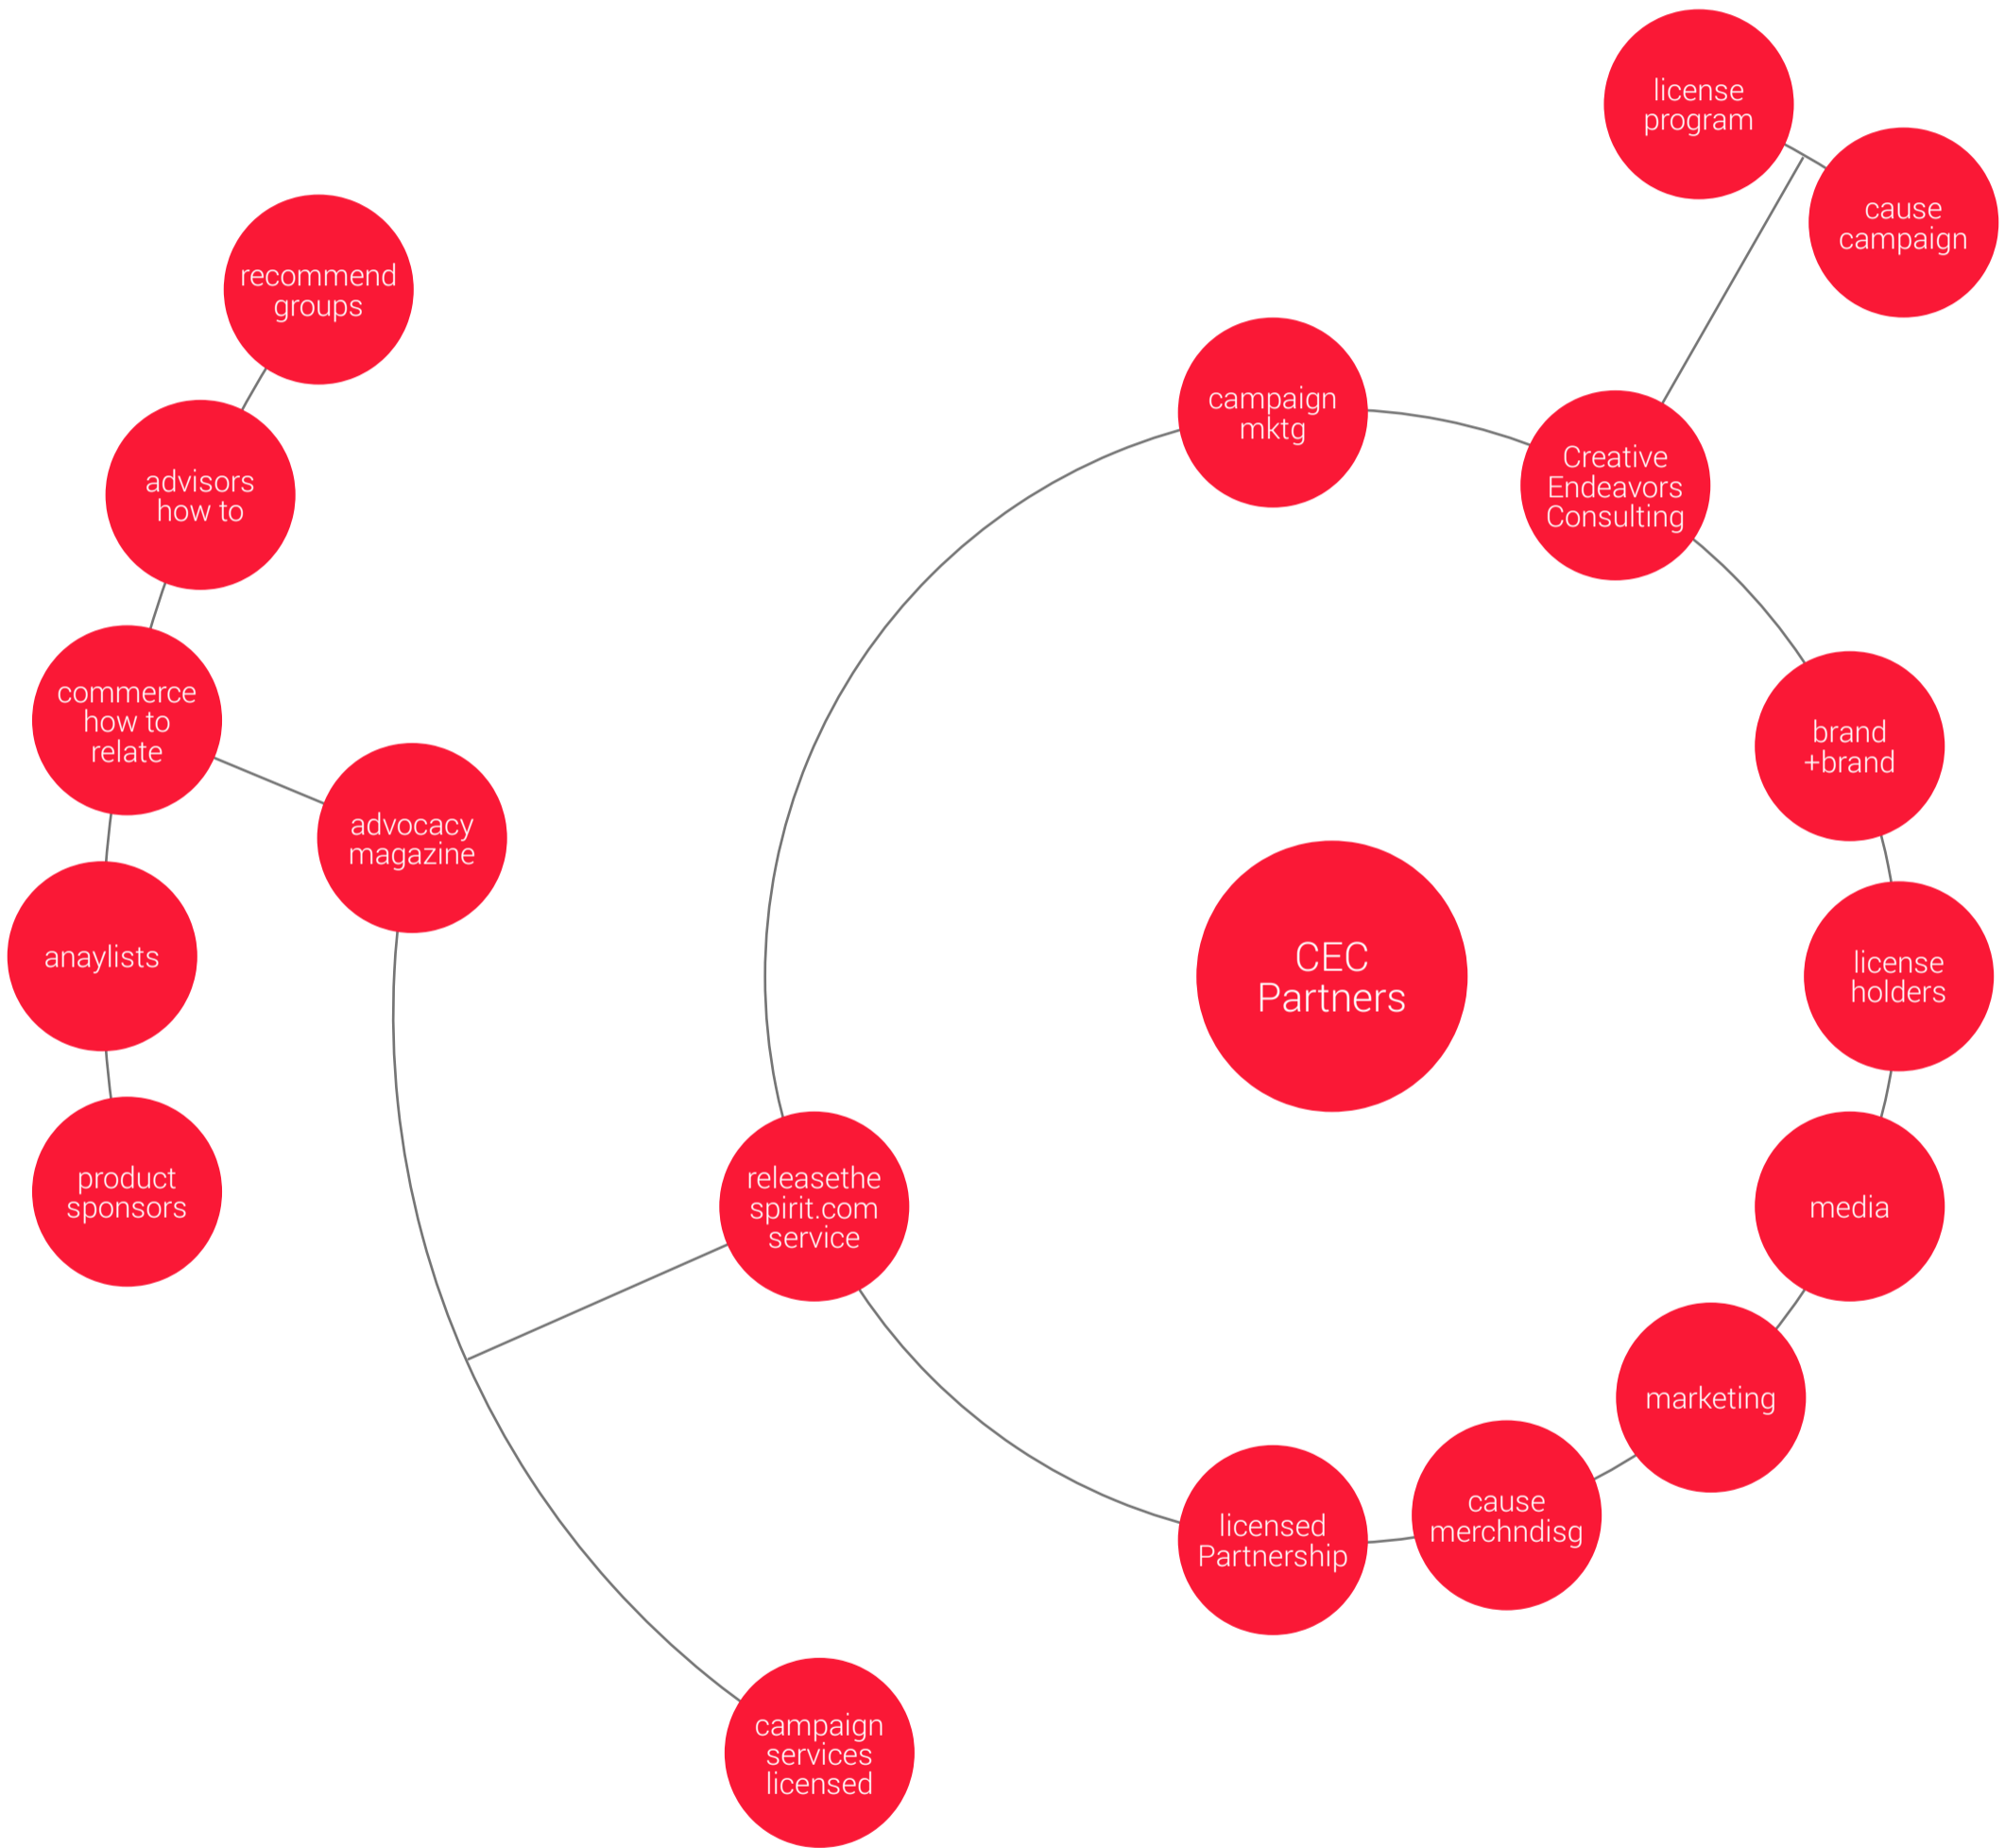 license
program
cause
campaign
recommend
groups
campaign
mktg
Creative
Endeavors
Consulting
advisors
how to
commerce
how to
relate
brand
+brand
advocacy
magazine
anaylists
CEC
Partners
license
holders
product
sponsors
releasethe
spirit.com
service
media
marketing
cause
merchndisg
licensed
Partnership
campaign
services
licensed